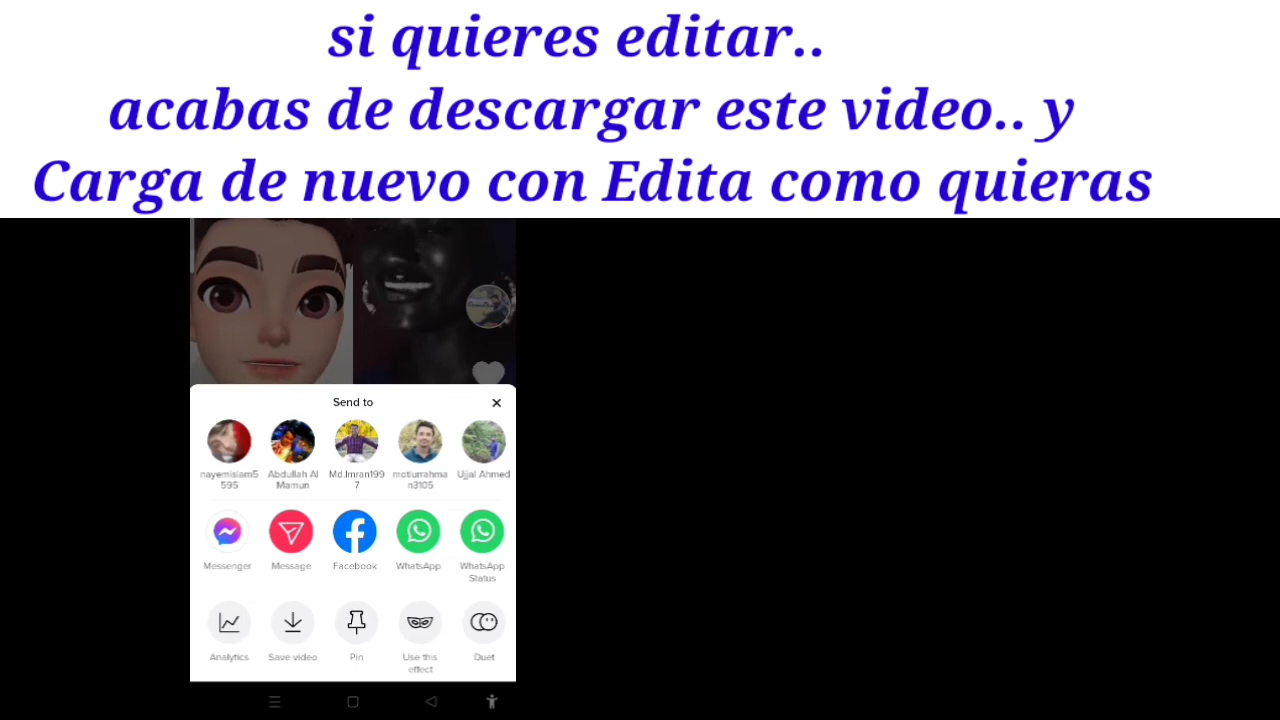 si quieres editar..
acabas de descargar este video.. y
Carga de nuevo con Edita como quieras
Send to
nayemislam5 Abdullah Al Md.Imran199 motiurrahma Ujjal Ahmed
595 Mamun 7 n3105
Messenger Message Facebook WhatsApp WhatsApp
Status
Analytics Save video Pin Use this Duet
effect